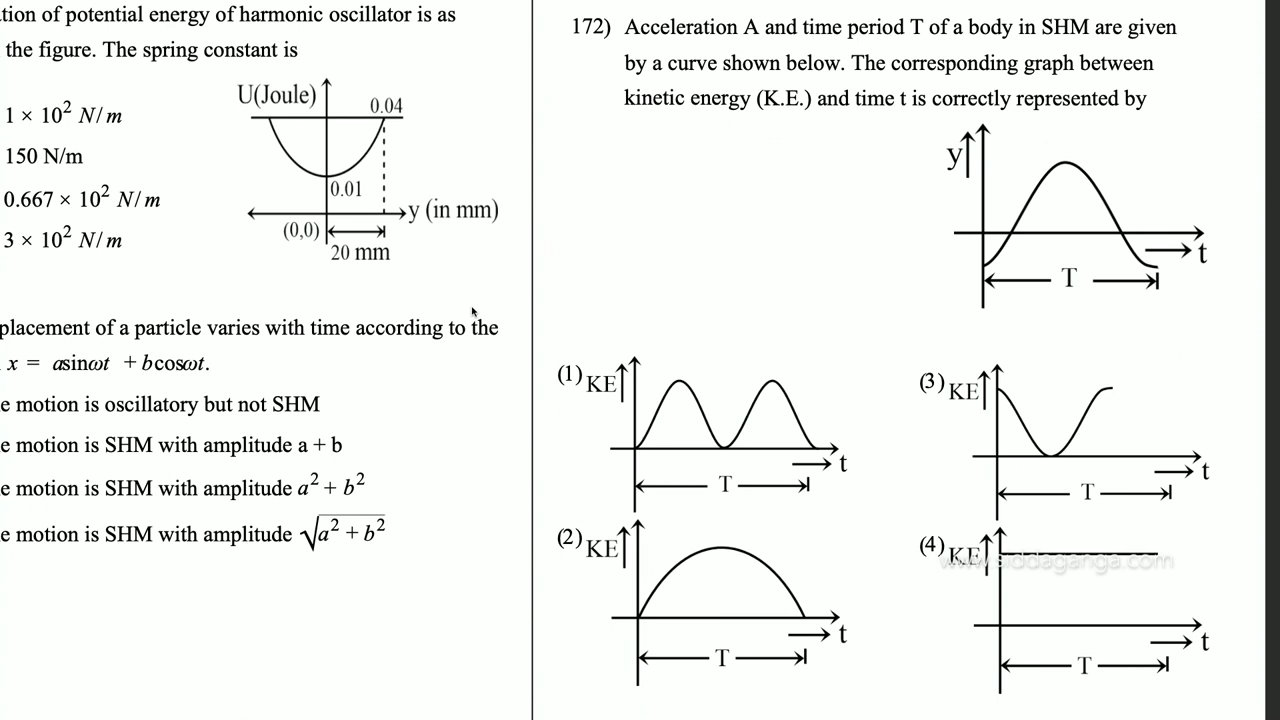 tion of potential energy of harmonic oscillator is as
the figure. The spring constant is
U(Joule)
0.04
0.01
(0,0)
y (in mm)
20 mm
1 × 10² N/m
150 N/m
0.667 × 10² N/m
3 × 10² N/m
placement of a particle varies with time according to the
x = asinωt + bcosωt.
e motion is oscillatory but not SHM
e motion is SHM with amplitude a + b
e motion is SHM with amplitude a² + b²
e motion is SHM with amplitude √a² + b²
172) Acceleration A and time period T of a body in SHM are given
by a curve shown below. The corresponding graph between
kinetic energy (K.E.) and time t is correctly represented by
y
t
T
(1) KE
t
T
(3) KE
t
T
(2) KE
t
T
(4) KE
www.siddaganga.com
t
T